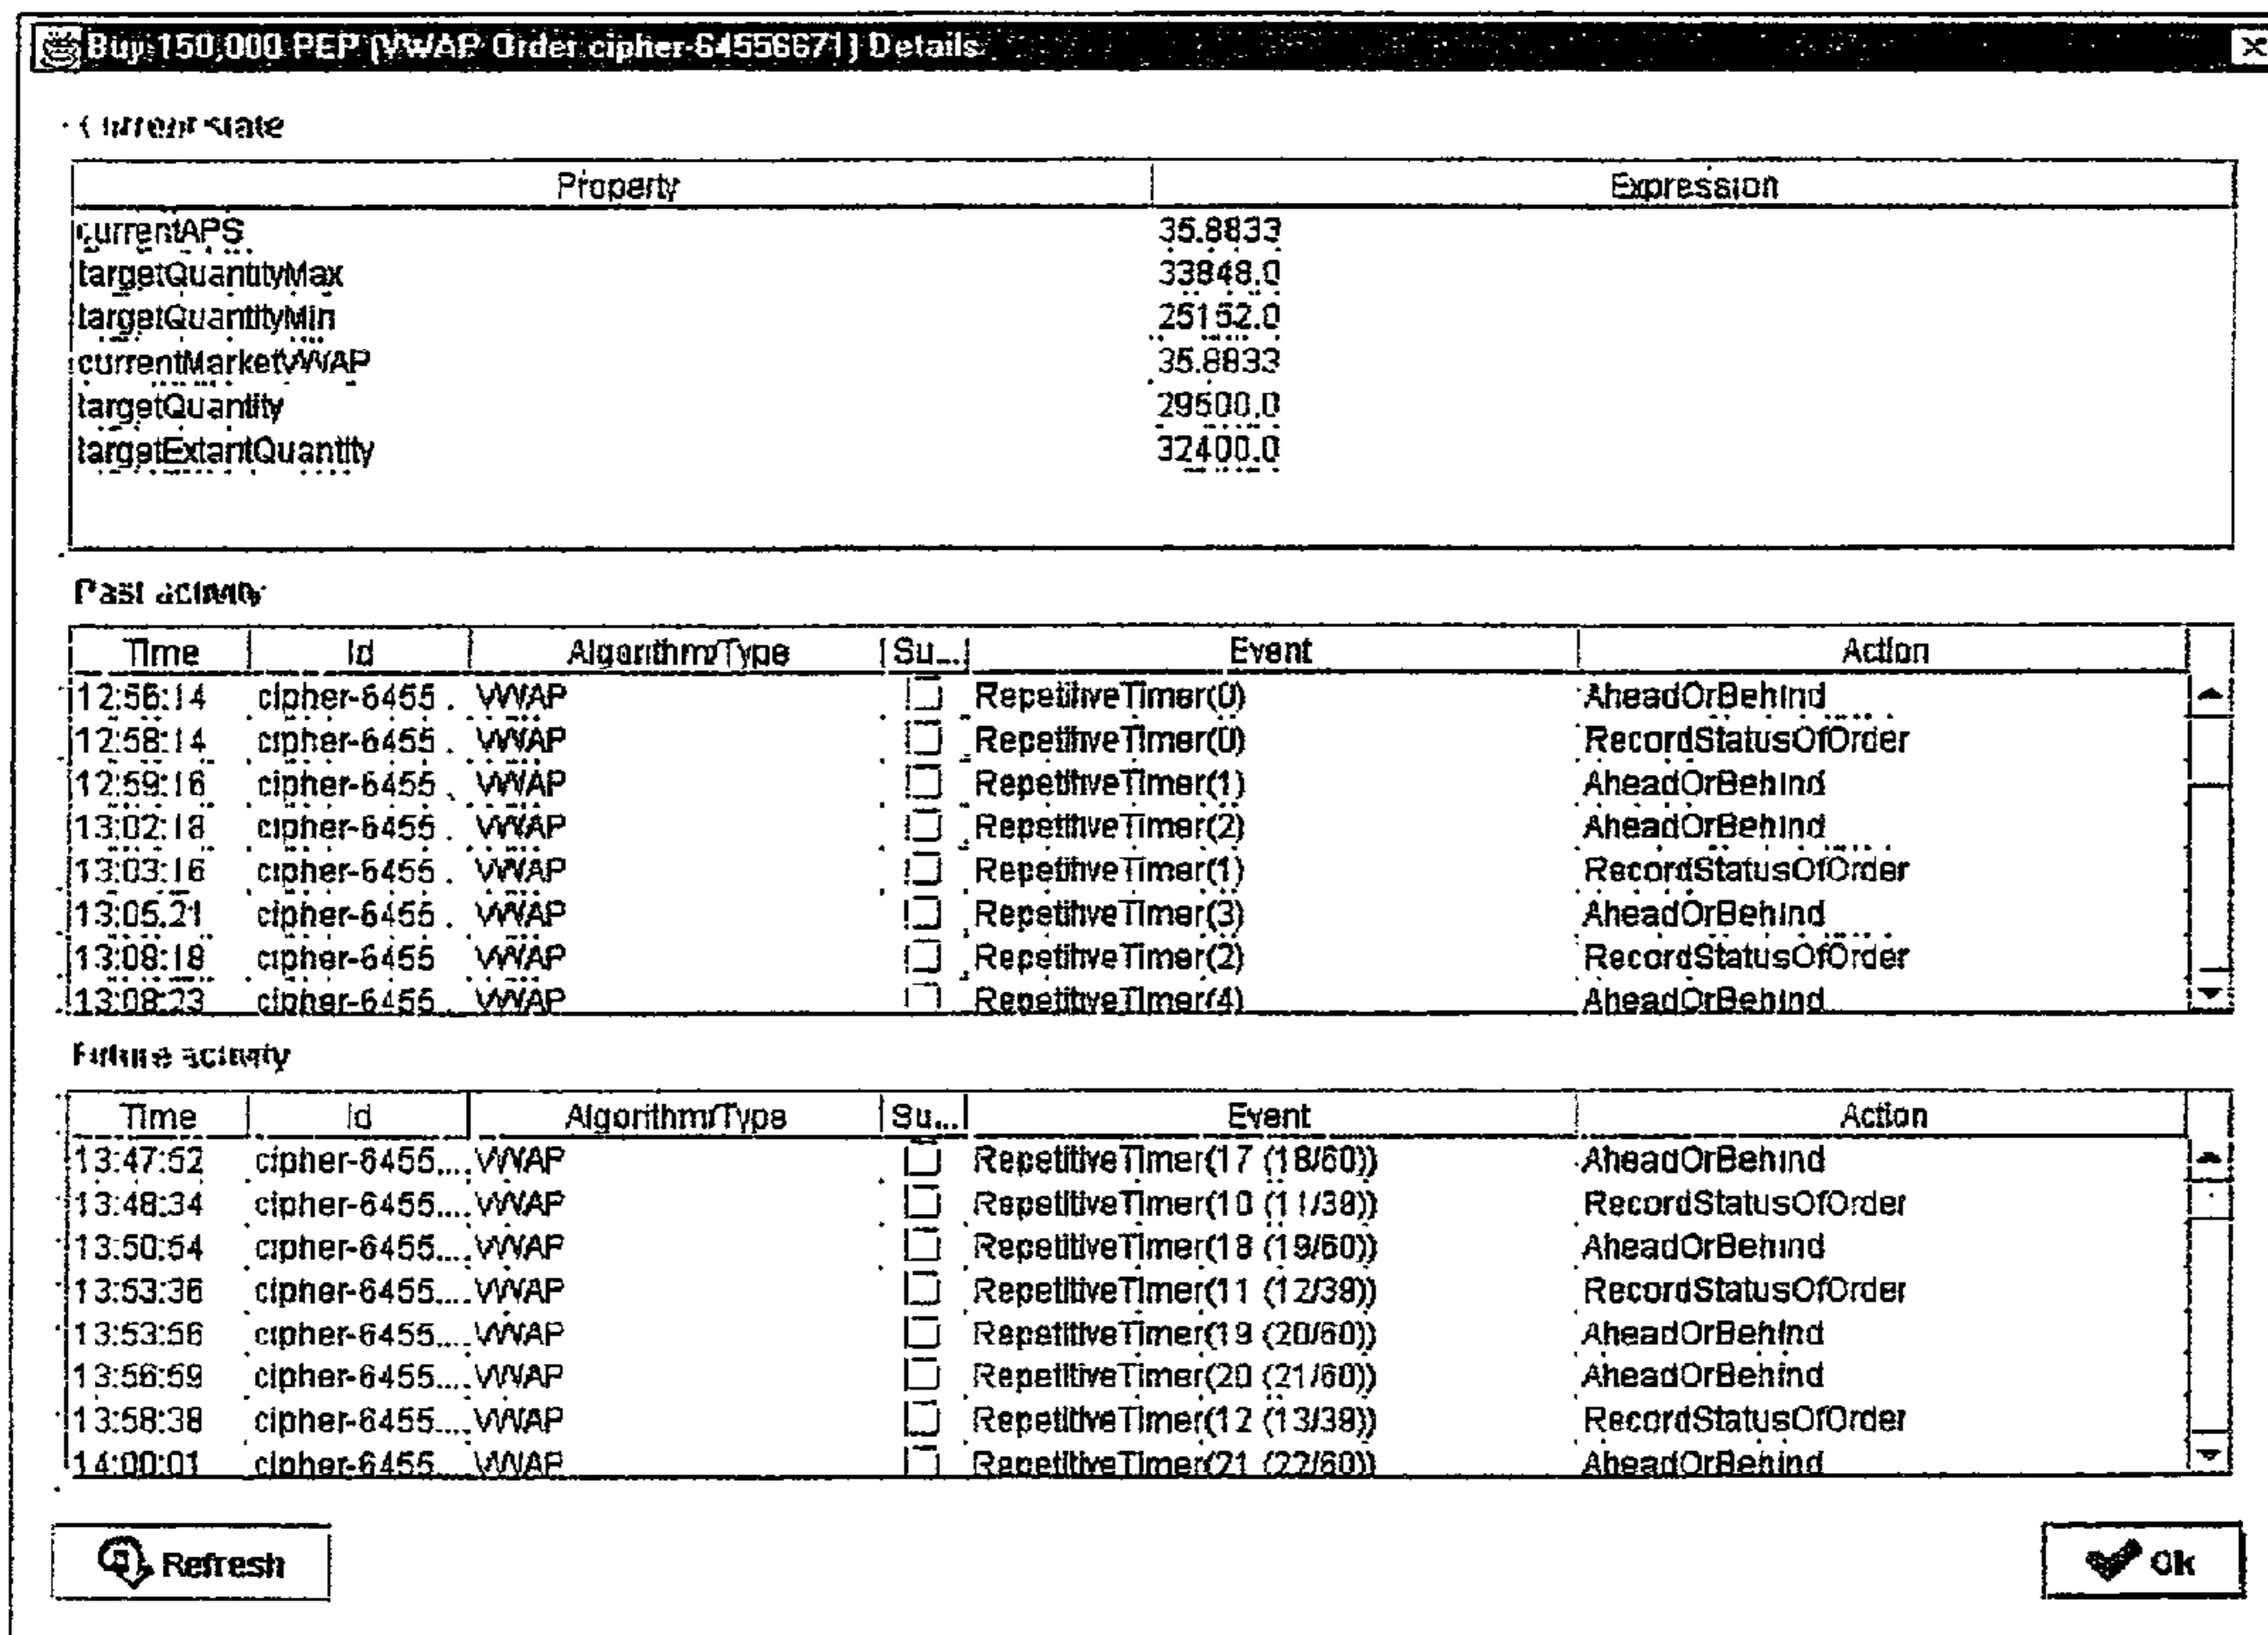 Buy 150,000 PEP (VWAP Order cipher-64556671) Details
Current state
Property Expression
currentAPS 35.8833
targetQuantityMax 33848.0
targetQuantityMin 25152.0
currentMarketVWAP 35.8833
targetQuantity 29500.0
targetExtantQuantity 32400.0
Past activity
Time Id Algorithm/Type Su... Event Action
12:56:14 cipher-6455 . VWAP RepetitiveTimer(0) AheadOrBehind
12:58:14 cipher-6455 . VWAP RepetitiveTimer(0) RecordStatusOfOrder
12:59:16 cipher-6455 . VWAP RepetitiveTimer(1) AheadOrBehind
13:02:18 cipher-6455 . VWAP RepetitiveTimer(2) AheadOrBehind
13:03:16 cipher-6455 . VWAP RepetitiveTimer(1) RecordStatusOfOrder
13:05:21 cipher-6455 . VWAP RepetitiveTimer(3) AheadOrBehind
13:08:18 cipher-6455 VWAP RepetitiveTimer(2) RecordStatusOfOrder
13:08:23 cipher-6455... VWAP RepetitiveTimer(4) AheadOrBehind
Future activity
Time Id Algorithm/Type Su... Event Action
13:47:52 cipher-6455.... VWAP RepetitiveTimer(17 (18/60)) AheadOrBehind
13:48:34 cipher-6455.... VWAP RepetitiveTimer(10 (11/39)) RecordStatusOfOrder
13:50:54 cipher-6455.... VWAP RepetitiveTimer(18 (19/60)) AheadOrBehind
13:53:36 cipher-6455.... VWAP RepetitiveTimer(11 (12/39)) RecordStatusOfOrder
13:53:56 cipher-6455.... VWAP RepetitiveTimer(19 (20/60)) AheadOrBehind
13:56:59 cipher-6455.... VWAP RepetitiveTimer(20 (21/60)) AheadOrBehind
13:58:38 cipher-6455.... VWAP RepetitiveTimer(12 (13/39)) RecordStatusOfOrder
14:00:01 cipher-6455.... VWAP RepetitiveTimer(21 (22/60)) AheadOrBehind
Refresh Ok